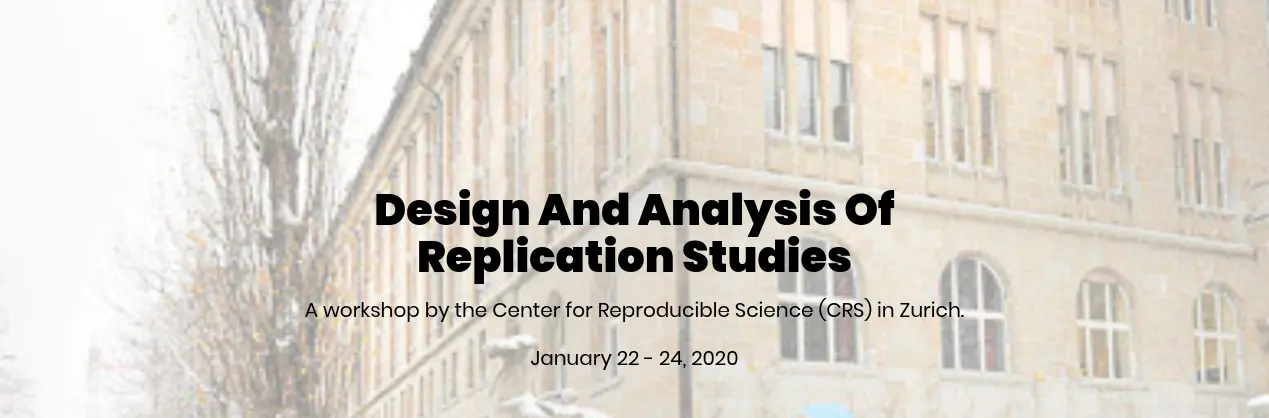 Design And Analysis Of
Replication Studies
A workshop by the Center for Reproducible Science (CRS) in Zurich.
January 22 - 24, 2020